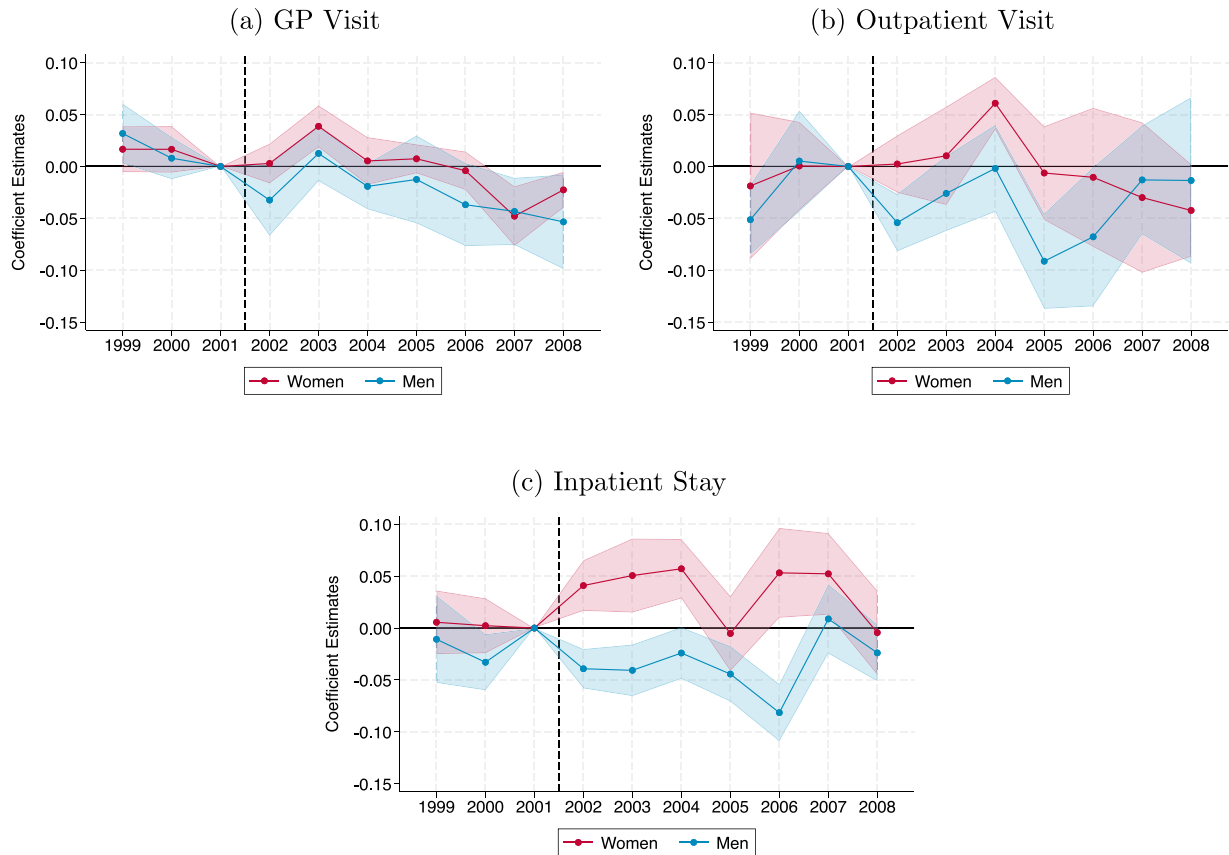 (a) GP Visit
0.10
0.05
0.00
-0.05
-0.10
-0.15
Coefficient Estimates
1999 2000 2001 2002 2003 2004 2005 2006 2007 2008
Women Men
(b) Outpatient Visit
0.10
0.05
0.00
-0.05
-0.10
-0.15
Coefficient Estimates
1999 2000 2001 2002 2003 2004 2005 2006 2007 2008
Women Men
(c) Inpatient Stay
0.10
0.05
0.00
-0.05
-0.10
-0.15
Coefficient Estimates
1999 2000 2001 2002 2003 2004 2005 2006 2007 2008
Women Men